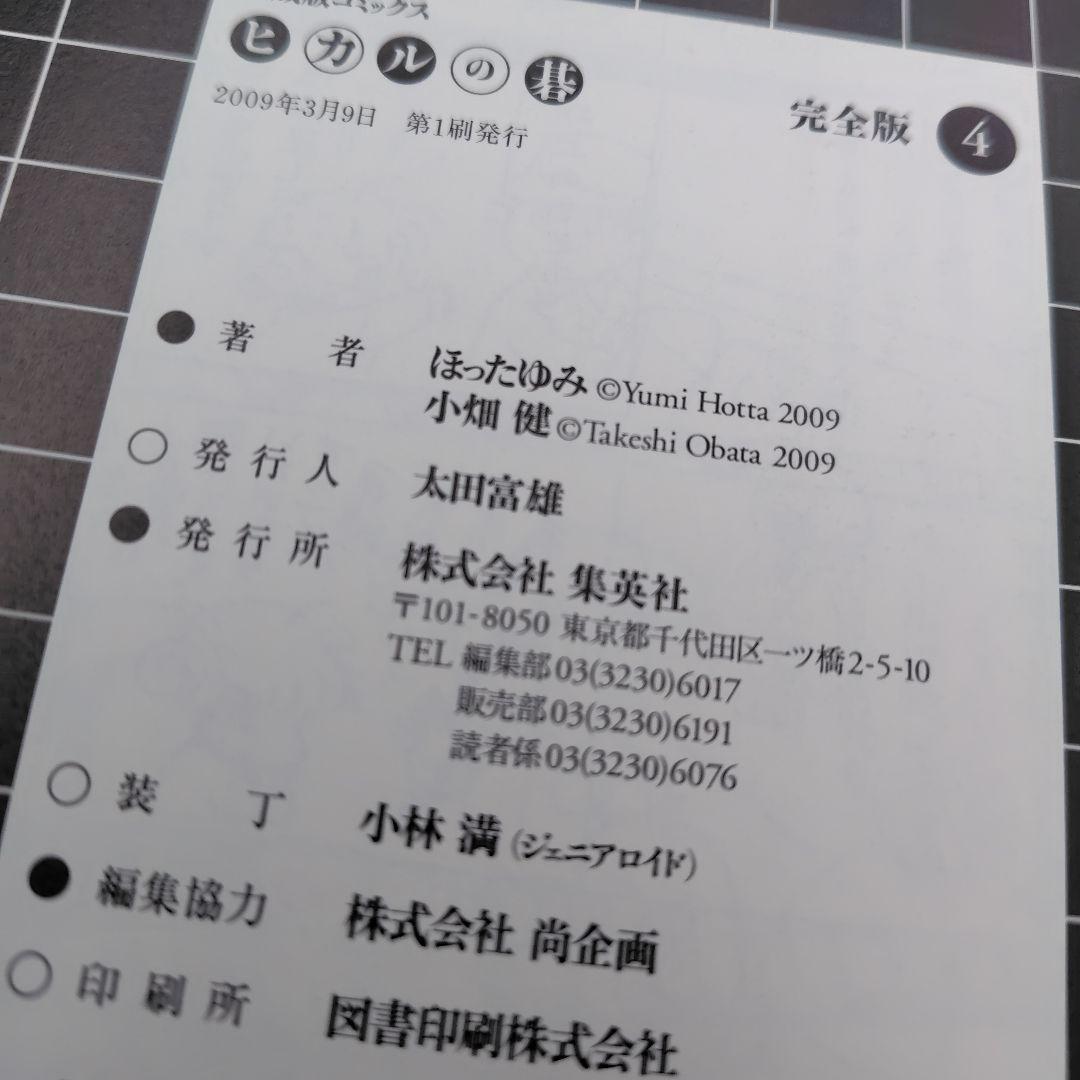 コミックス
ヒカルの碁 完全版 4
2009年3月9日 第1刷発行
著者 ほったゆみ ©Yumi Hotta 2009
小畑 健 ©Takeshi Obata 2009
発行人 太田富雄
発行所 株式会社 集英社
〒101-8050 東京都千代田区一ツ橋2-5-10
TEL 編集部03(3230)6017
販売部03(3230)6191
読者係03(3230)6076
装丁 小林 満 (ジェニアロイド)
編集協力 株式会社 尚企画
印刷所 図書印刷株式会社